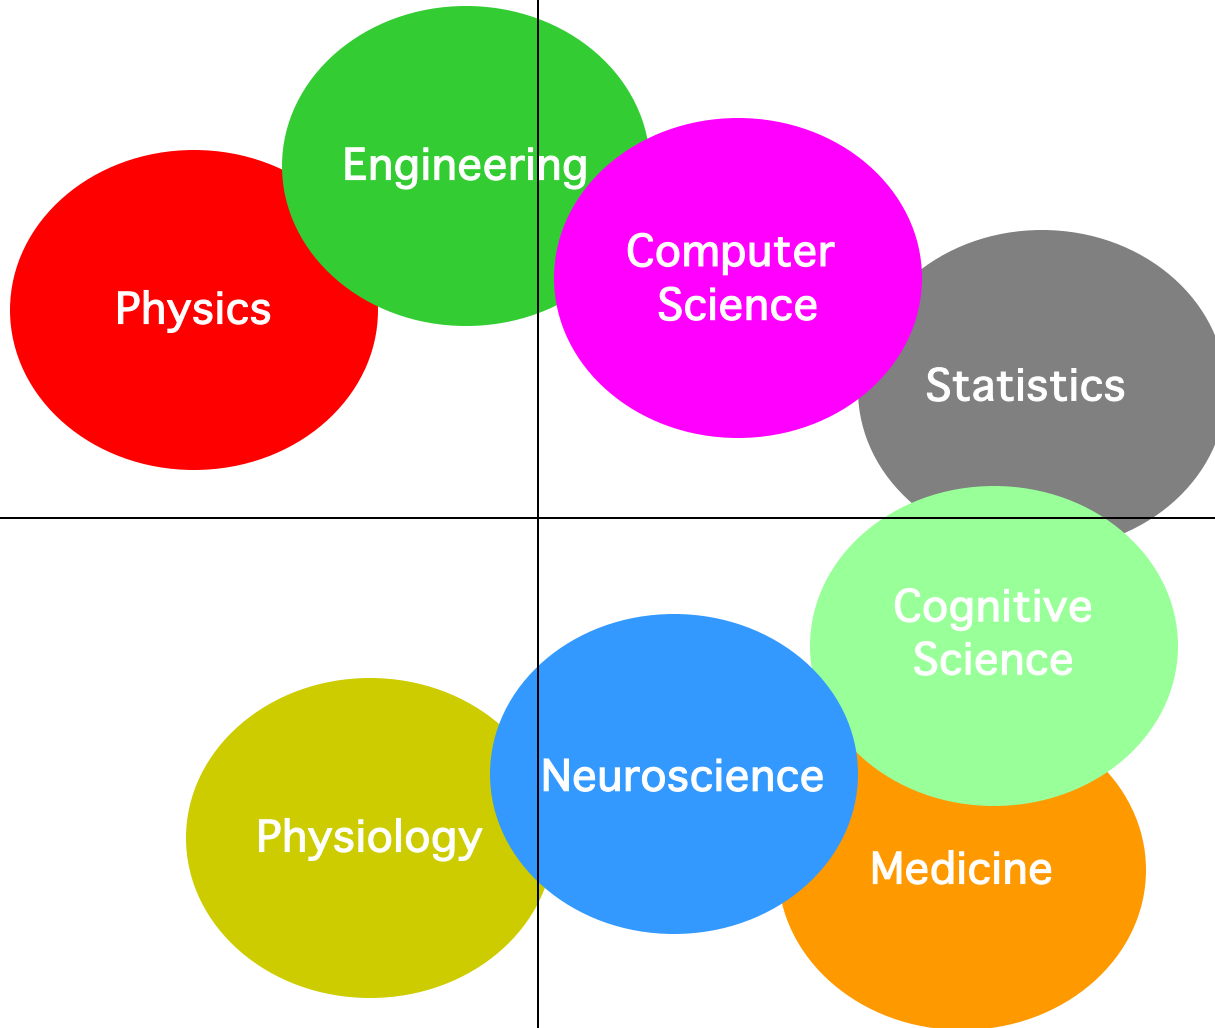 Engineering
Physics
Computer
Science
Statistics
Cognitive
Science
Neuroscience
Physiology
Medicine